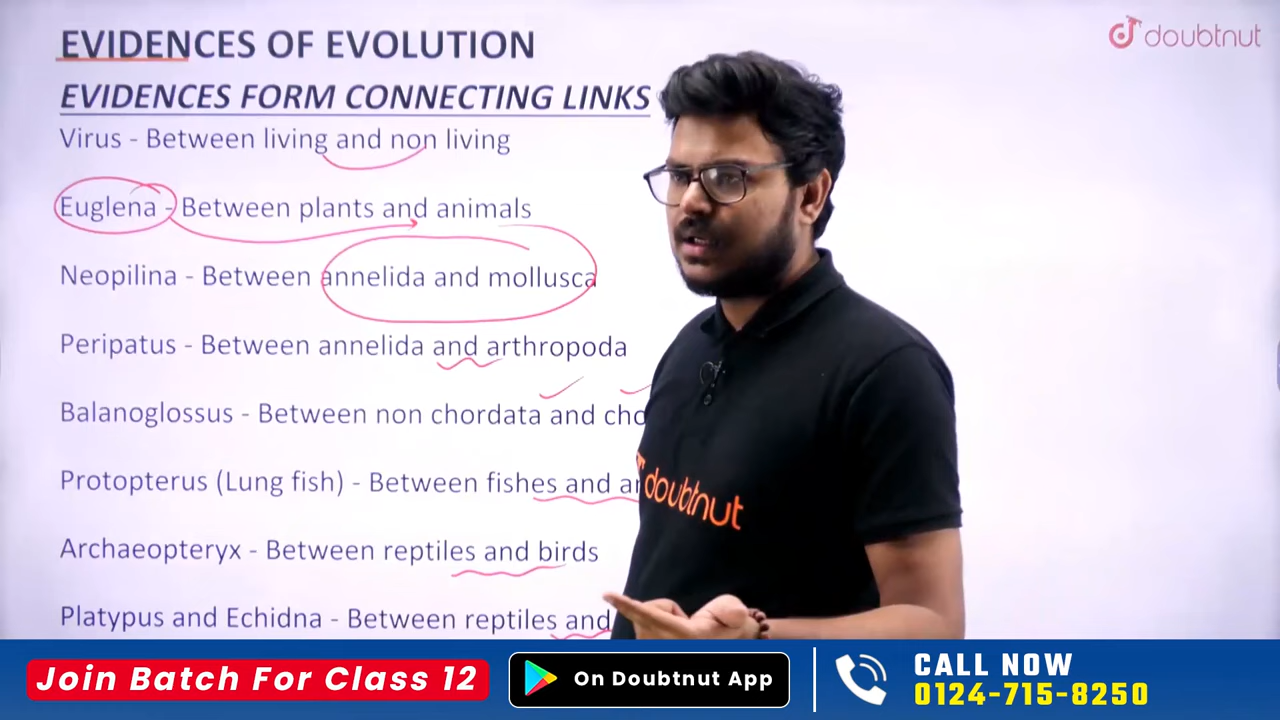 EVIDENCES OF EVOLUTION
doubtnut
EVIDENCES FORM CONNECTING LINKS
Virus - Between living and non living
Euglena - Between plants and animals
Neopilina - Between annelida and mollusca
Peripatus - Between annelida and arthropoda
Balanoglossus - Between non chordata and cho
Protopterus (Lung fish) - Between fishes and
doubtnut
Archaeopteryx - Between reptiles and birds
Platypus and Echidna - Between reptiles and
Join Batch For Class 12
On Doubtnut App
CALL NOW
0124-715-8250